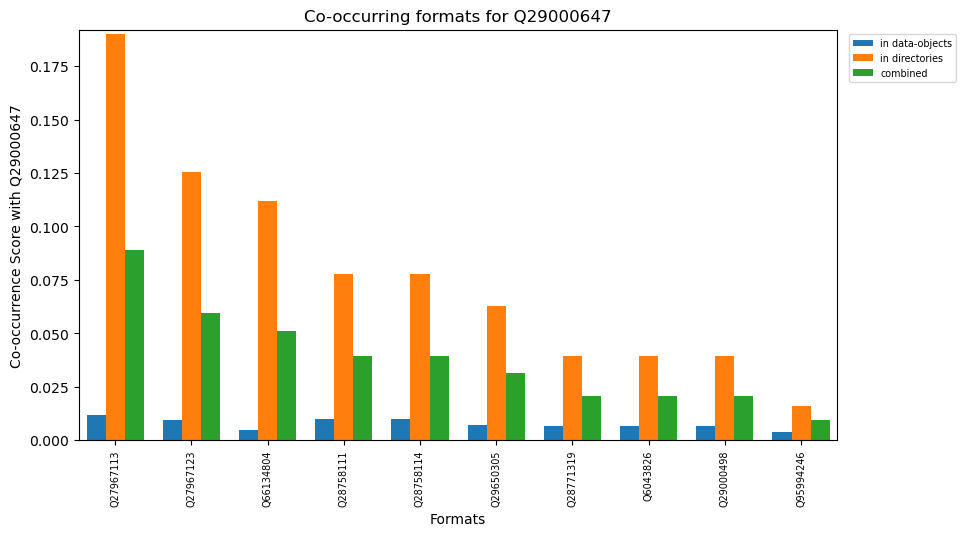 Co-occurring formats for Q29000647
in data-objects
in directories
combined
Co-occurrence Score with Q29000647
0.175
0.150
0.125
0.100
0.075
0.050
0.025
0.000
Q27967113
Q27967123
Q66134804
Q28758111
Q28758114
Q29650305
Q28771319
Q6043826
Q29000498
Q95994246
Formats